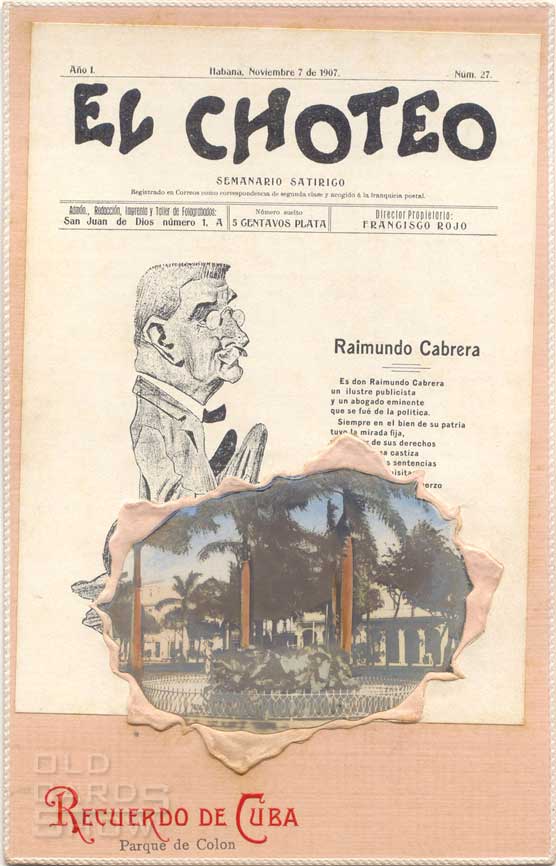 Año I.
Habana, Noviembre 7 de 1907.
Núm. 27.
EL CHOTEO
SEMANARIO SATIRICO
Registrado en Correos como correspondencia de segunda clase y acogido á la franquicia postal.
Admón., Redacción, Imprenta y Taller de Fotograbados:
San Juan de Dios número 1, A
Número suelto
5 CENTAVOS PLATA
Director Propietario:
FRANCISCO ROJO
Raimundo Cabrera
Es don Raimundo Cabrera
un ilustre publicista
y un abogado eminente
que se fué de la política.
Siempre en el bien de su patria
tuvo la mirada fija,
de sus derechos
castiza
sentencias
OLD
CARDS
SHOW
RECUERDO DE CUBA
Parque de Colon